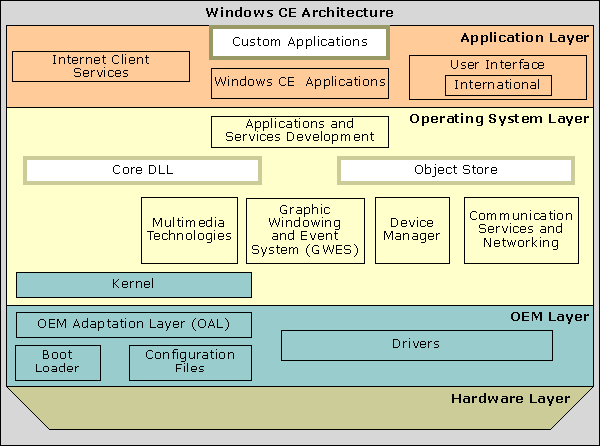 Windows CE Architecture
Application Layer
Custom Applications
Internet Client
Services
Windows CE  Applications
User Interface
International
Operating System Layer
Applications and
Services Development
Core DLL
Object Store
Multimedia
Technologies
Graphic
Windowing
and Event
System (GWES)
Device
Manager
Communication
Services and
Networking
Kernel
OEM Layer
OEM Adaptation Layer (OAL)
Drivers
Boot
Loader
Configuration
Files
Hardware Layer